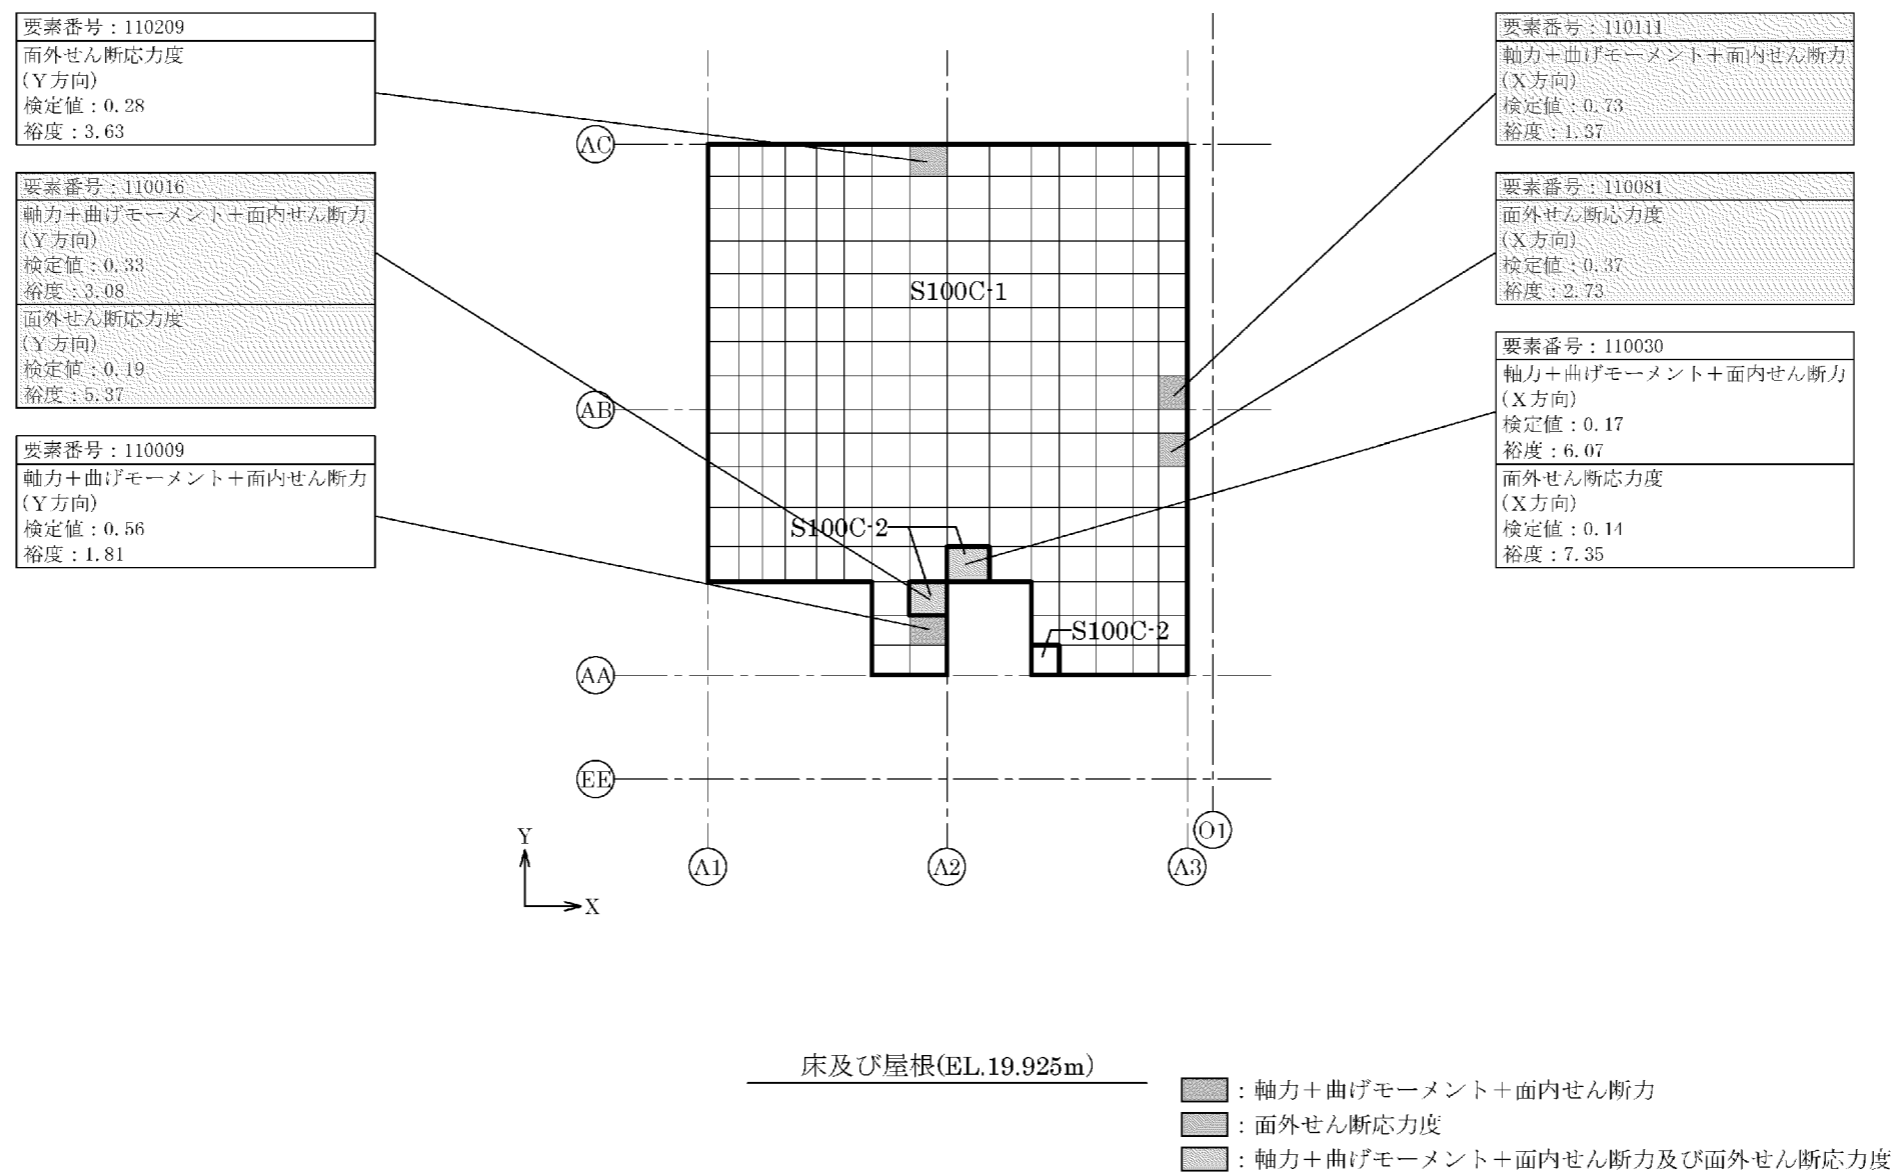 要素番号：110209
面外せん断応力度
(Ｙ方向)
検定値：0.28
裕度：3.63
要素番号：110016
軸力＋曲げモーメント＋面内せん断力
(Ｙ方向)
検定値：0.33
裕度：3.08
面外せん断応力度
(Ｙ方向)
検定値：0.19
裕度：5.37
要素番号：110009
軸力＋曲げモーメント＋面内せん断力
(Ｙ方向)
検定値：0.56
裕度：1.81
要素番号：110111
軸力＋曲げモーメント＋面内せん断力
(Ｘ方向)
検定値：0.73
裕度：1.37
要素番号：110081
面外せん断応力度
(Ｘ方向)
検定値：0.37
裕度：2.73
要素番号：110030
軸力＋曲げモーメント＋面内せん断力
(Ｘ方向)
検定値：0.17
裕度：6.07
面外せん断応力度
(Ｘ方向)
検定値：0.14
裕度：7.35
AC
AB
AA
EE
S100C-1
S100C-2
S100C-2
A1
A2
A3
O1
Y
X
床及び屋根(EL.19.925m)
：軸力＋曲げモーメント＋面内せん断力
：面外せん断応力度
：軸力＋曲げモーメント＋面内せん断力及び面外せん断応力度